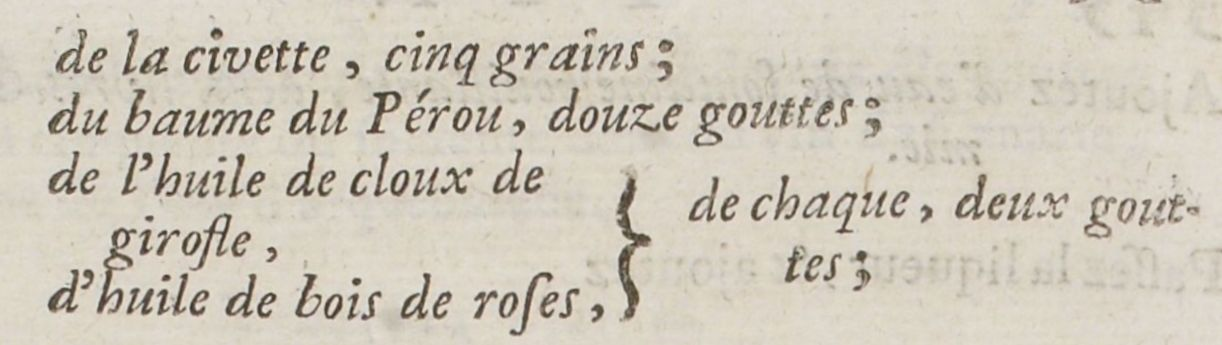 de la civette, cinq grains;
du baume du Pérou, douze gouttes;
de l'huile de cloux de
girofle,
d'huile de bois de roſes,
} de chaque, deux gout-
tes;